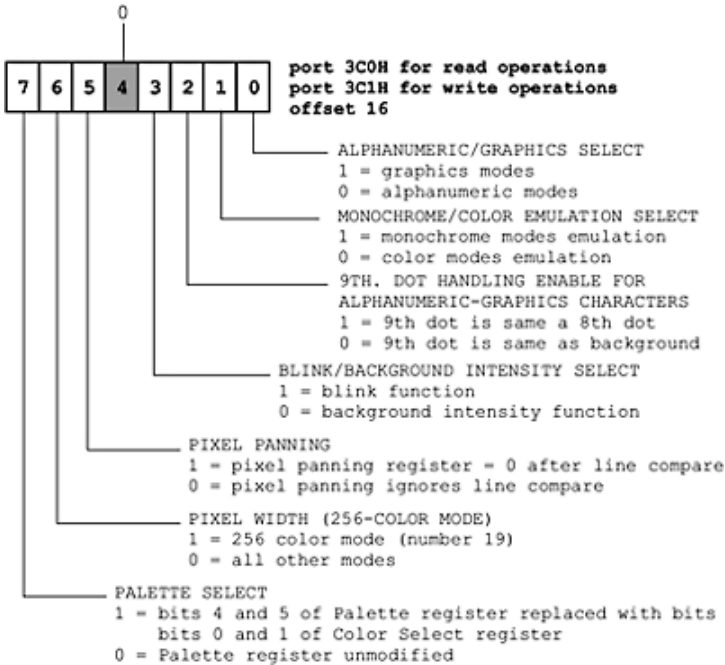 0
7 6 5 4 3 2 1 0
port 3C0H for read operations
port 3C1H for write operations
offset 16
ALPHANUMERIC/GRAPHICS SELECT
1 = graphics modes
0 = alphanumeric modes
MONOCHROME/COLOR EMULATION SELECT
1 = monochrome modes emulation
0 = color modes emulation
9TH. DOT HANDLING ENABLE FOR
ALPHANUMERIC-GRAPHICS CHARACTERS
1 = 9th dot is same a 8th dot
0 = 9th dot is same as background
BLINK/BACKGROUND INTENSITY SELECT
1 = blink function
0 = background intensity function
PIXEL PANNING
1 = pixel panning register = 0 after line compare
0 = pixel panning ignores line compare
PIXEL WIDTH (256-COLOR MODE)
1 = 256 color mode (number 19)
0 = all other modes
PALETTE SELECT
1 = bits 4 and 5 of Palette register replaced with bits
bits 0 and 1 of Color Select register
0 = Palette register unmodified